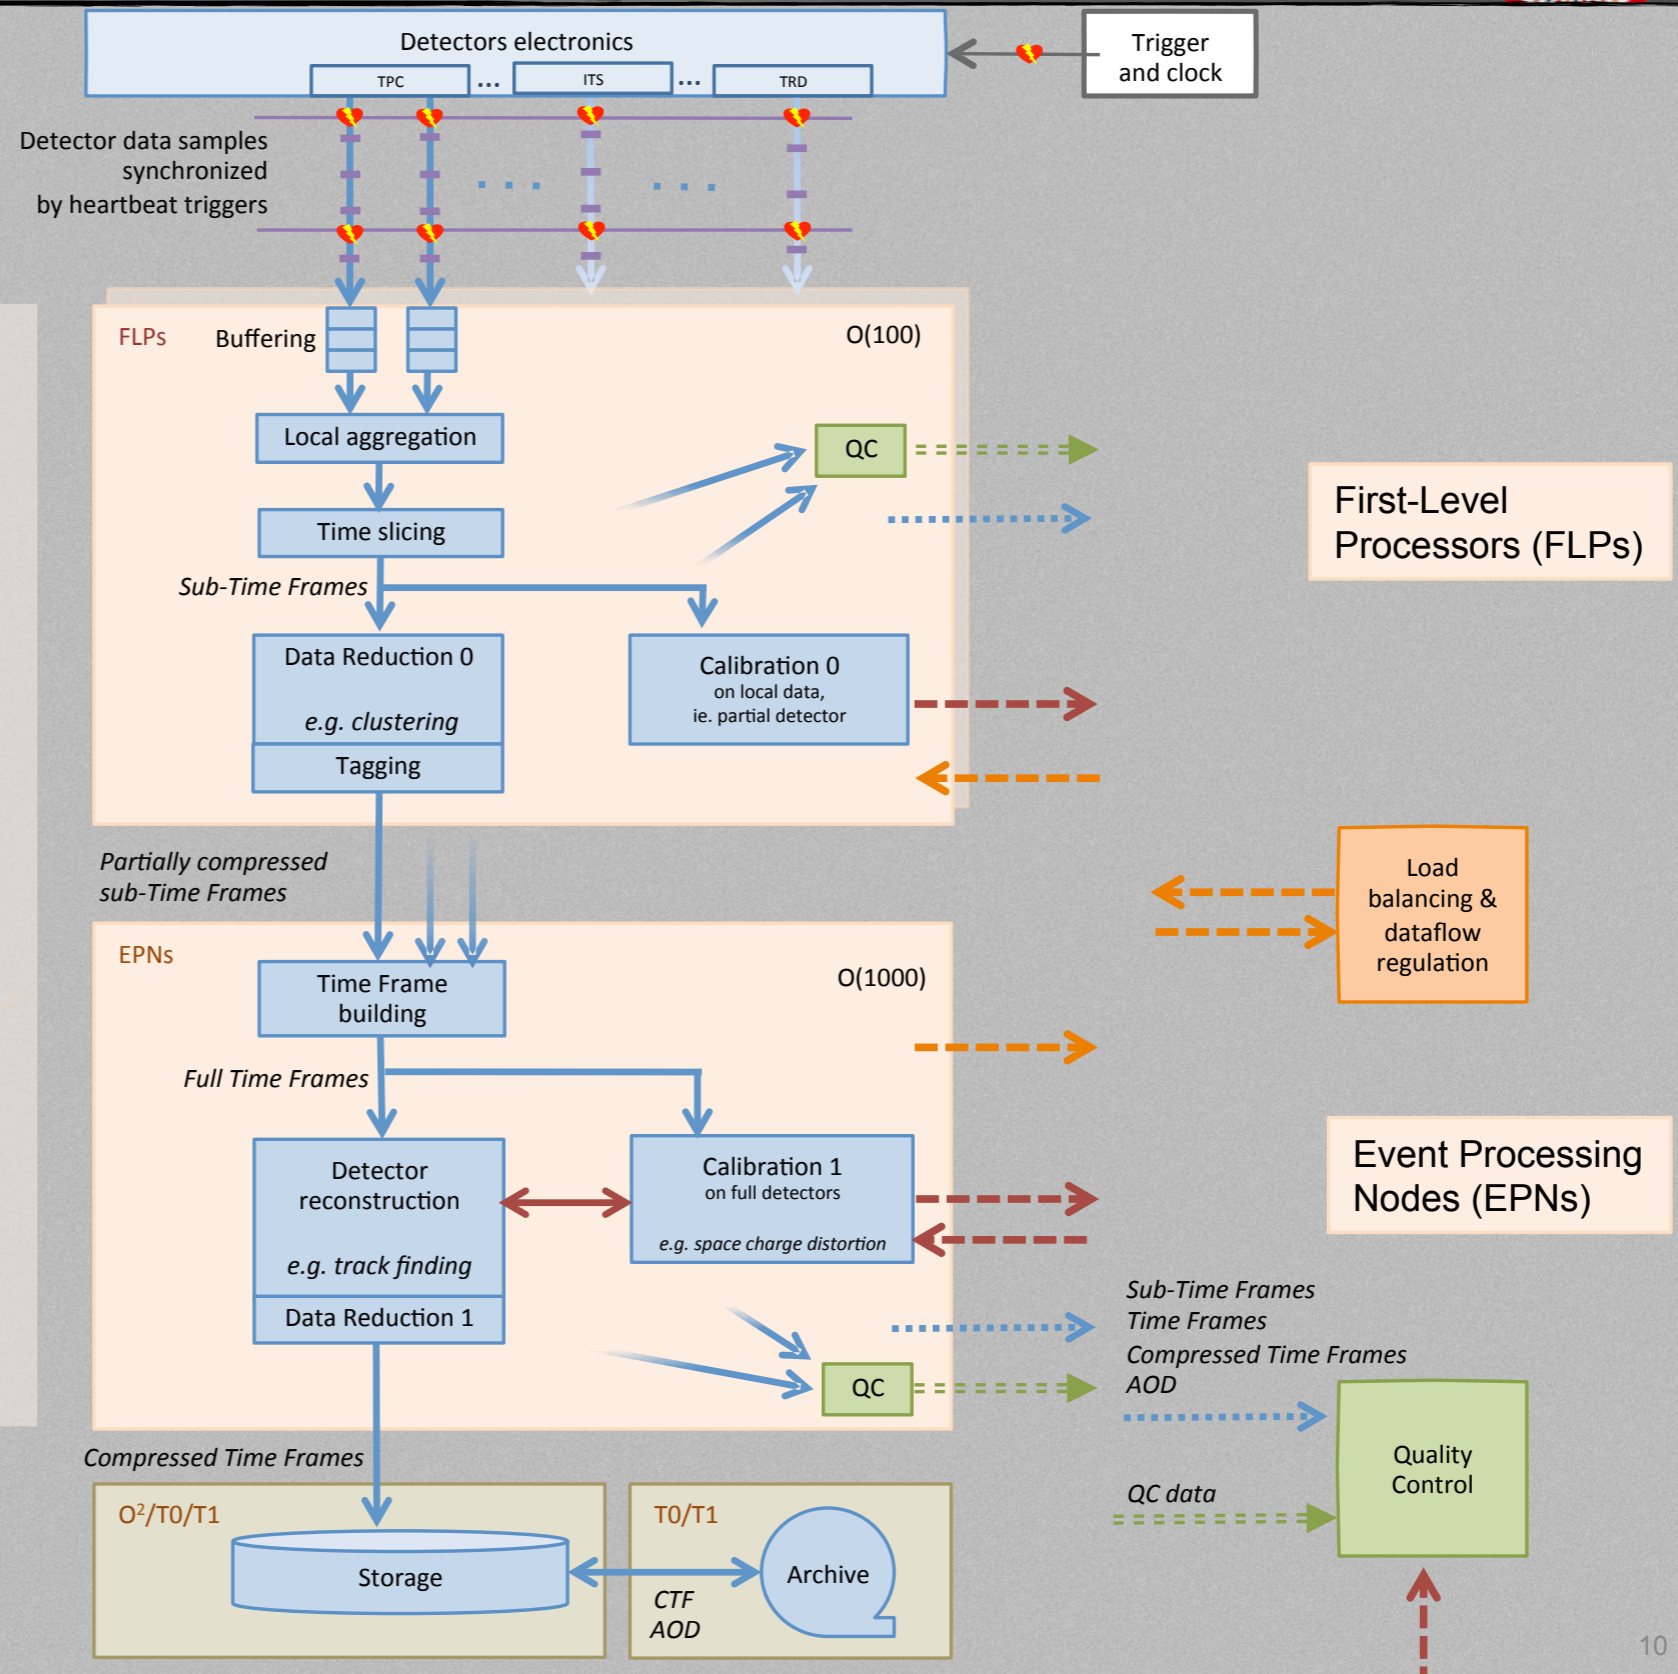 Detectors electronics
TPC
...
ITS
...
TRD
Trigger
and clock
Detector data samples
synchronized
by heartbeat triggers
FLPs
Buffering
O(100)
Local aggregation
QC
Time slicing
Sub-Time Frames
Data Reduction 0
e.g. clustering
Tagging
Calibration 0
on local data,
ie. partial detector
First-Level
Processors (FLPs)
Partially compressed
sub-Time Frames
Load
balancing &
dataflow
regulation
EPNs
Time Frame
building
O(1000)
Full Time Frames
Detector
reconstruction
e.g. track finding
Data Reduction 1
Calibration 1
on full detectors
e.g. space charge distortion
Event Processing
Nodes (EPNs)
QC
Sub-Time Frames
Time Frames
Compressed Time Frames
AOD
QC data
Quality
Control
Compressed Time Frames
O²/T0/T1
Storage
T0/T1
Archive
CTF
AOD
10